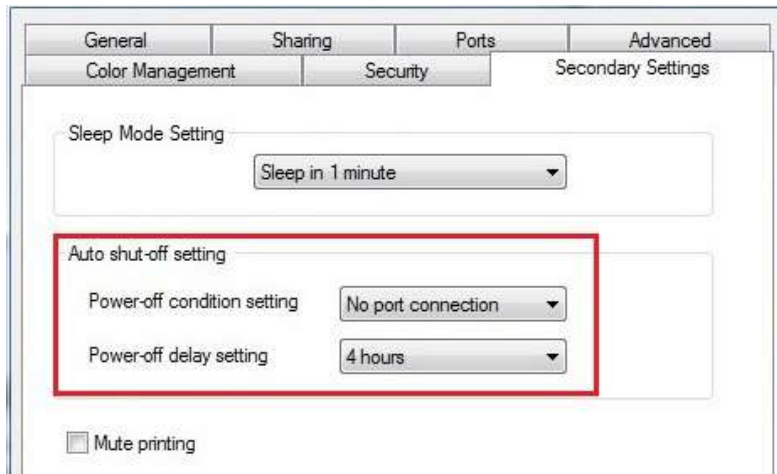 General Sharing Ports Advanced
Color Management Security Secondary Settings
Sleep Mode Setting
Sleep in 1 minute
Auto shut-off setting
Power-off condition setting No port connection
Power-off delay setting 4 hours
Mute printing